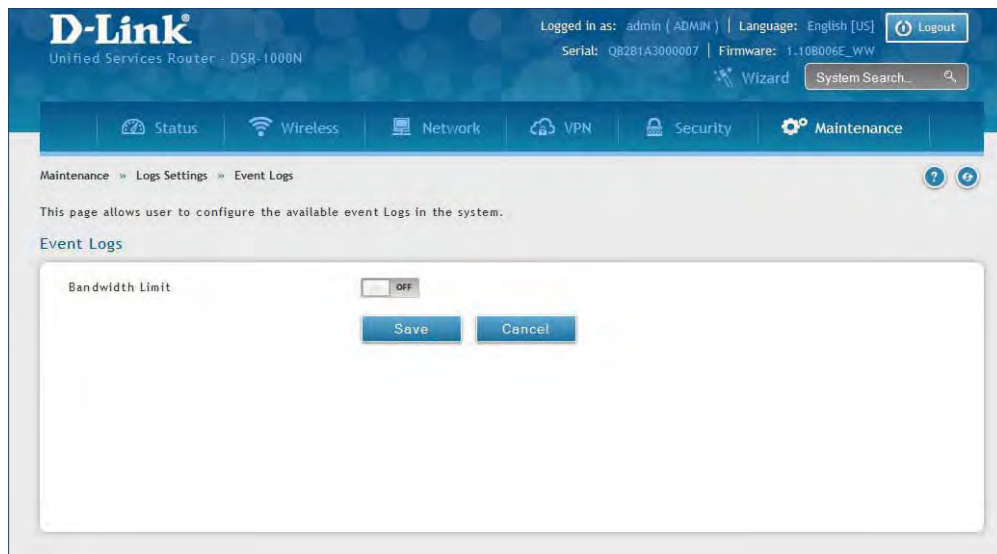 D-Link®
Unified Services Router - DSR-1000N
Logged in as: admin ( ADMIN ) | Language: English [US]
Logout
Serial: QB2B1A3000007 | Firmware: 1.10B006E_WW
Wizard
System Search...
Status
Wireless
Network
VPN
Security
Maintenance
Maintenance » Logs Settings » Event Logs
?
This page allows user to configure the available event Logs in the system.
Event Logs
Bandwidth Limit
OFF
Save
Cancel